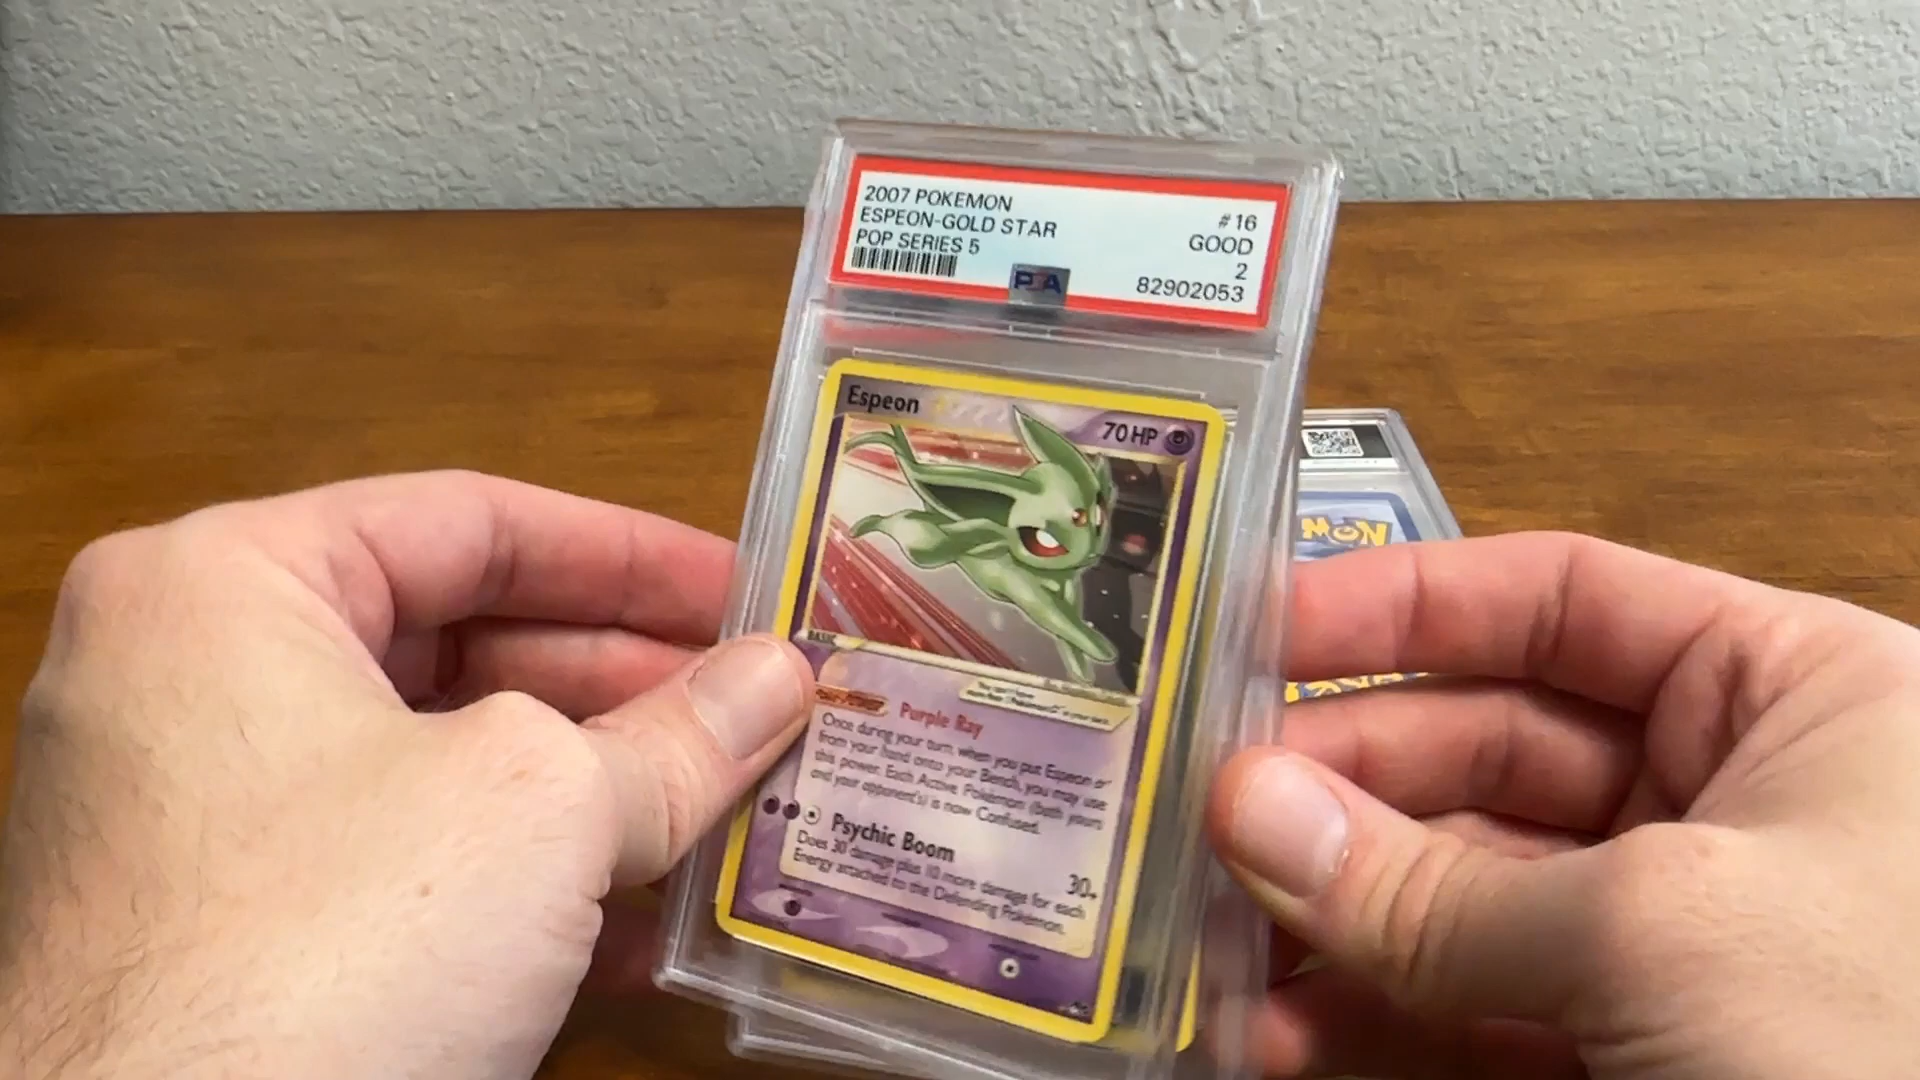 2007 POKEMON
ESPEON-GOLD STAR
POP SERIES 5
#16
GOOD
2
82902053
PSA
Espeon
70 HP
BASIC
Purple Ray
Once during your turn, when you put Espeon
from your hand onto your Bench, you may use
this power. Each Active Pokémon (both yours
and your opponent's) is now Confused.
Psychic Boom
30+
Does 30 damage plus 10 more damage for each
Energy attached to the Defending Pokémon.
MON